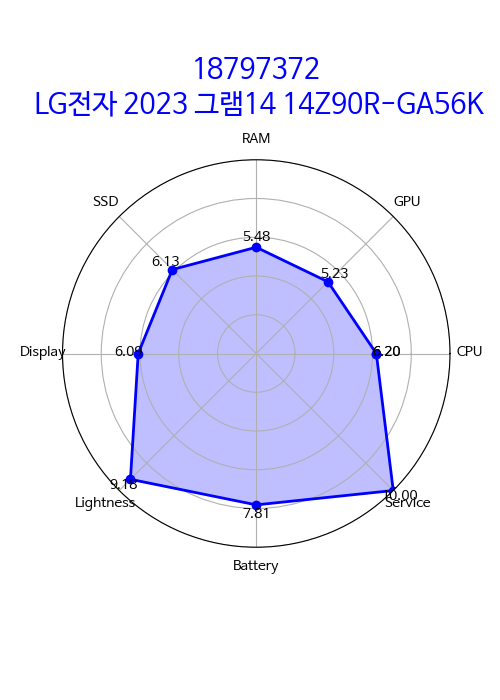 18797372
LG전자 2023 그램14 14Z90R-GA56K
RAM
SSD
GPU
5.48
6.13
5.23
Display
6.09
6.20
CPU
9.18
Lightness
10.00
Service
7.81
Battery